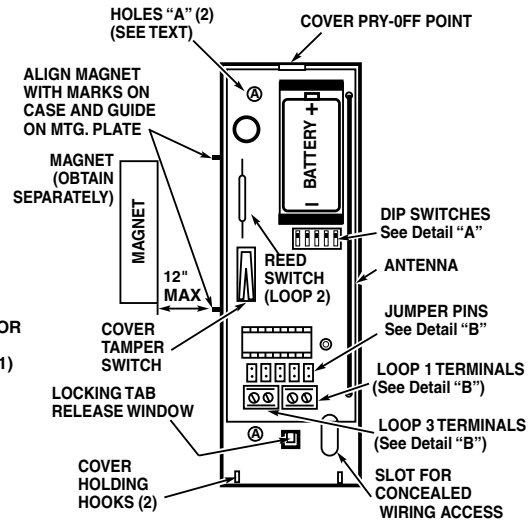 HOLES “A” (2)
(SEE TEXT)
COVER PRY-0FF POINT
ALIGN MAGNET
WITH MARKS ON
CASE AND GUIDE
ON MTG. PLATE
MAGNET
(OBTAIN
SEPARATELY)
MAGNET
12"
MAX
A
BATTERY
+
–
DIP SWITCHES
See Detail “A”
REED
SWITCH
(LOOP 2)
ANTENNA
JUMPER PINS
See Detail “B”
OR
1)
COVER
TAMPER
SWITCH
LOOP 1 TERMINALS
(See Detail “B”)
LOCKING TAB
RELEASE WINDOW
A
LOOP 3 TERMINALS
(See Detail “B”)
COVER
HOLDING
HOOKS (2)
SLOT FOR
CONCEALED
WIRING ACCESS